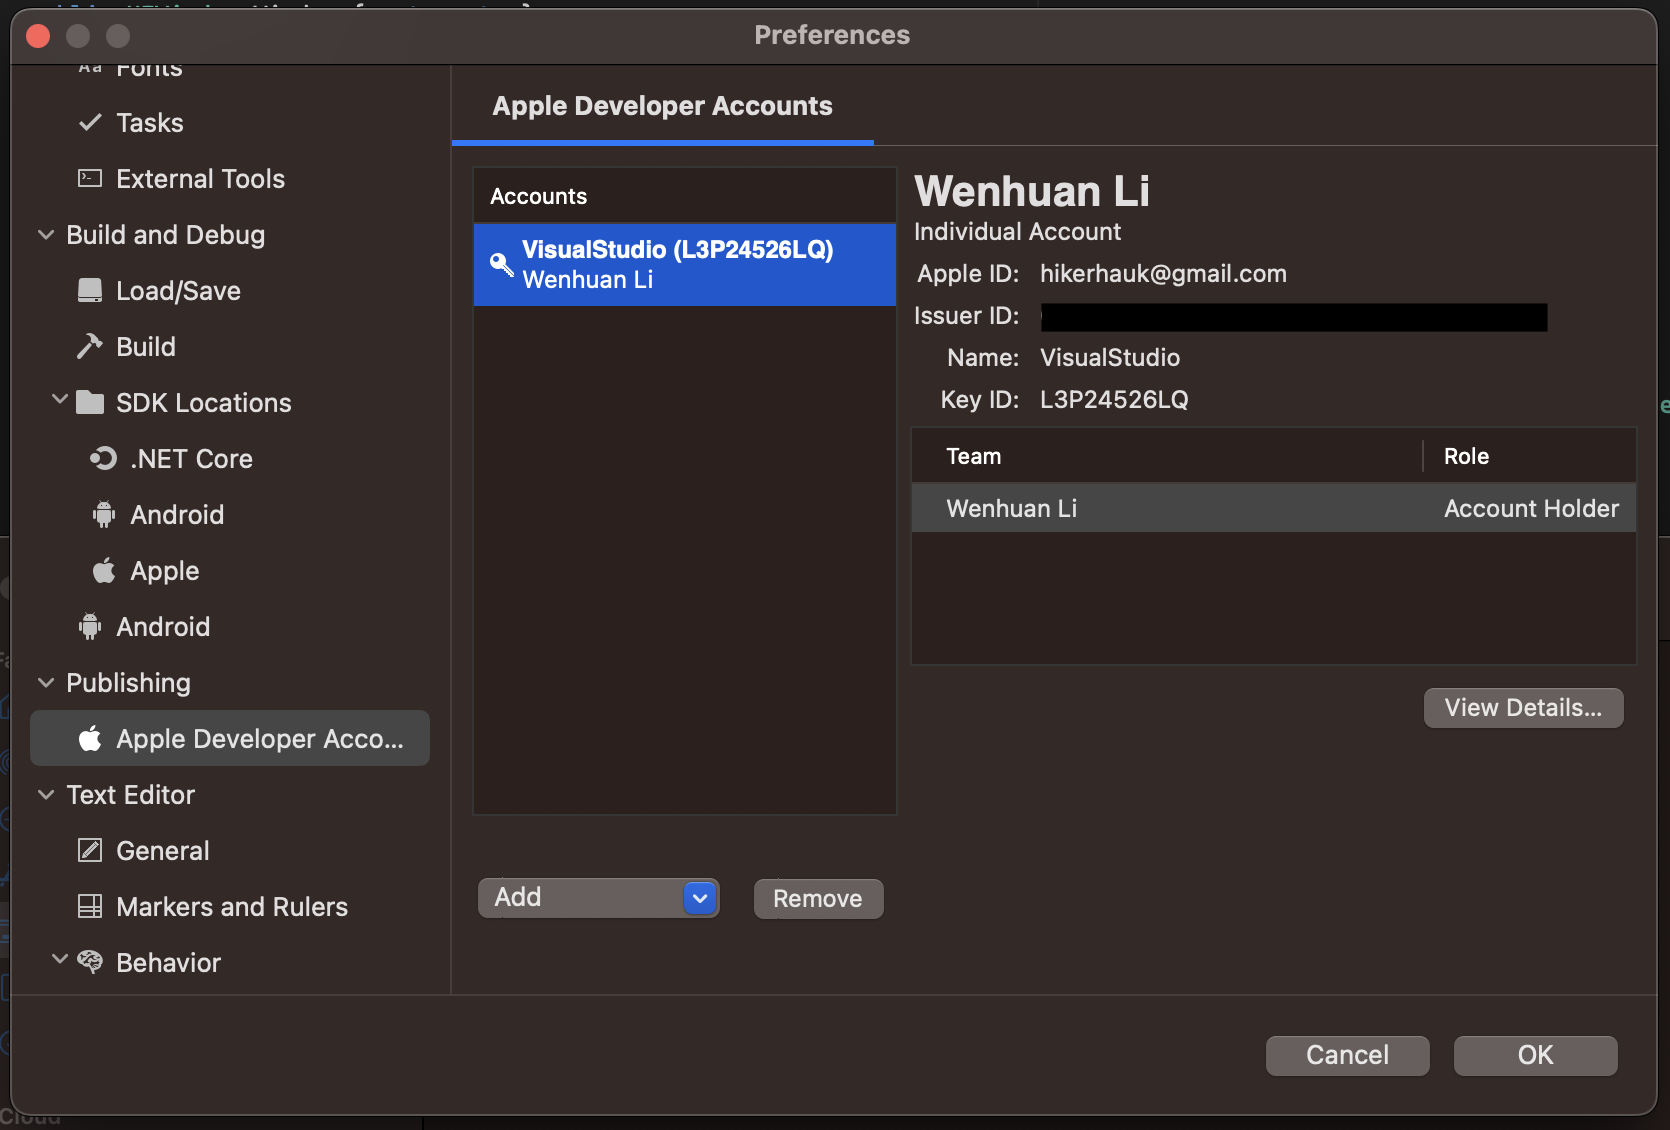 Preferences
Fonts
Tasks
External Tools
Build and Debug
Load/Save
Build
SDK Locations
.NET Core
Android
Apple
Android
Publishing
Apple Developer Acco...
Text Editor
General
Markers and Rulers
Behavior
Apple Developer Accounts
Accounts
VisualStudio (L3P24526LQ)
Wenhuan Li
Add
Remove
Wenhuan Li
Individual Account
Apple ID: hikerhauk@gmail.com
Issuer ID:
Name: VisualStudio
Key ID: L3P24526LQ
Team Role
Wenhuan Li Account Holder
View Details...
Cancel OK